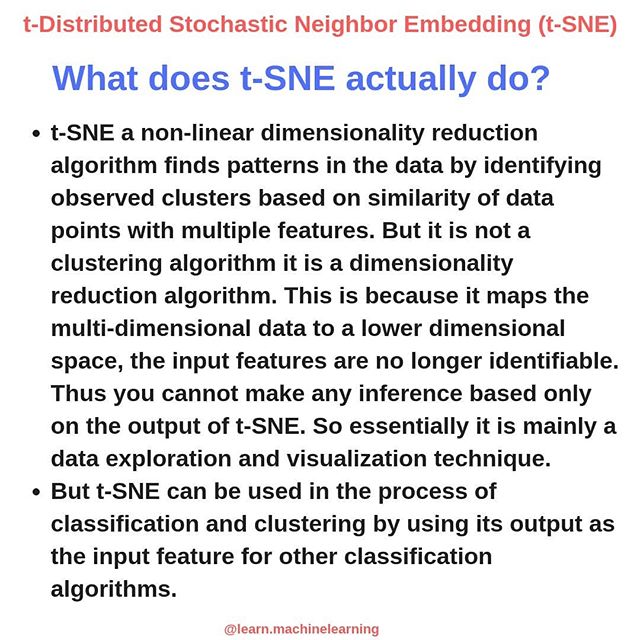 t-Distributed Stochastic Neighbor Embedding (t-SNE)
What does t-SNE actually do?
• t-SNE a non-linear dimensionality reduction
algorithm finds patterns in the data by identifying
observed clusters based on similarity of data
points with multiple features. But it is not a
clustering algorithm it is a dimensionality
reduction algorithm. This is because it maps the
multi-dimensional data to a lower dimensional
space, the input features are no longer identifiable.
Thus you cannot make any inference based only
on the output of t-SNE. So essentially it is mainly a
data exploration and visualization technique.
• But t-SNE can be used in the process of
classification and clustering by using its output as
the input feature for other classification
algorithms.
@learn.machinelearning